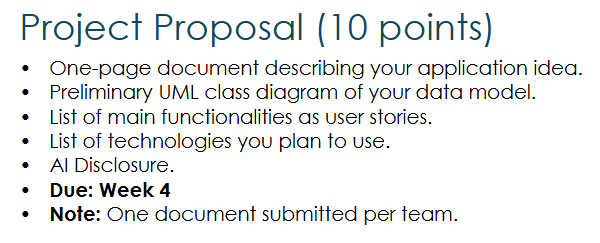 Project Proposal (10 points)
• One-page document describing your application idea.
• Preliminary UML class diagram of your data model.
• List of main functionalities as user stories.
• List of technologies you plan to use.
• AI Disclosure.
• Due: Week 4
• Note: One document submitted per team.